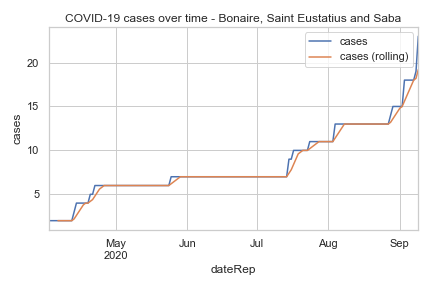 COVID-19 cases over time - Bonaire, Saint Eustatius and Saba
cases
cases (rolling)
20
15
10
5
cases
May
2020
Jun
Jul
Aug
Sep
dateRep